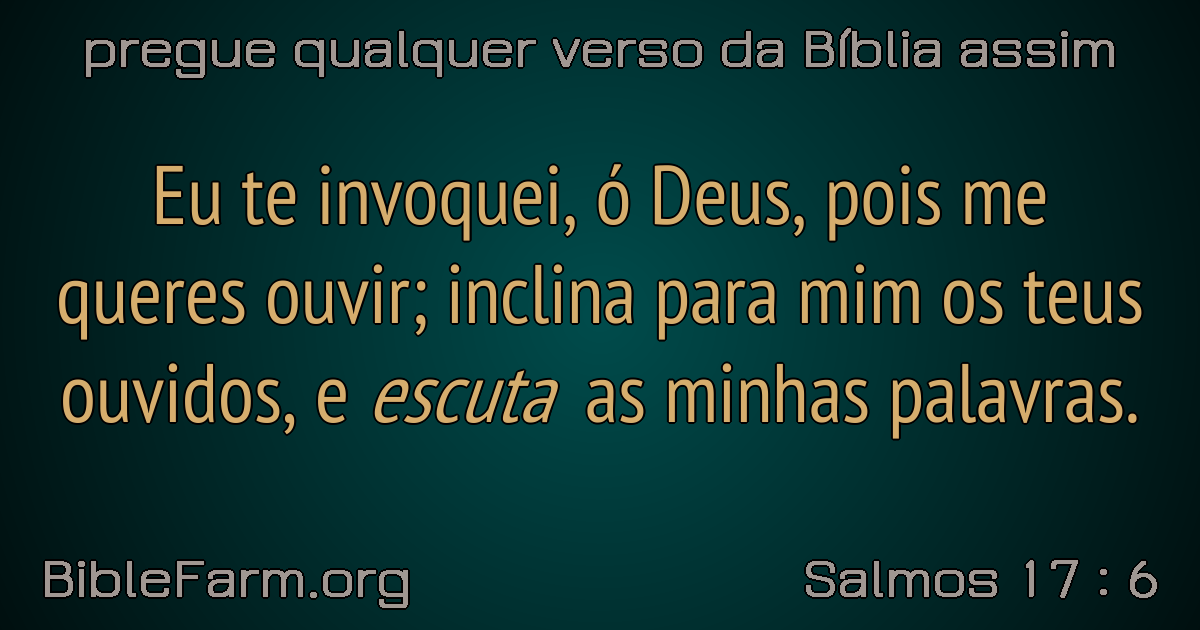 pregue qualquer verso da Bíblia assim
Eu te invoquei, ó Deus, pois me
queres ouvir; inclina para mim os teus
ouvidos, e escuta as minhas palavras.
BibleFarm.org
Salmos 17 : 6